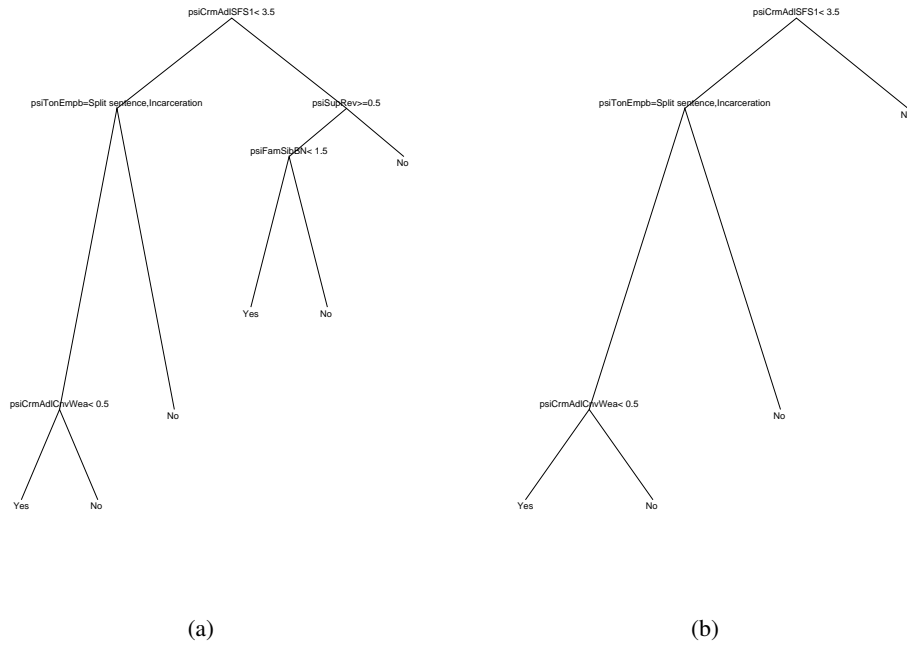 psiCrmAdlSFS1< 3.5
psiTonEmpb=Split sentence,Incarceration
psiSupRev>=0.5
psiFamSibBN< 1.5
No
Yes
No
psiCrmAdlCnvWea< 0.5
No
Yes
No
(a)
psiCrmAdlSFS1< 3.5
psiTonEmpb=Split sentence,Incarceration
N
psiCrmAdlCnvWea< 0.5
No
Yes
No
(b)